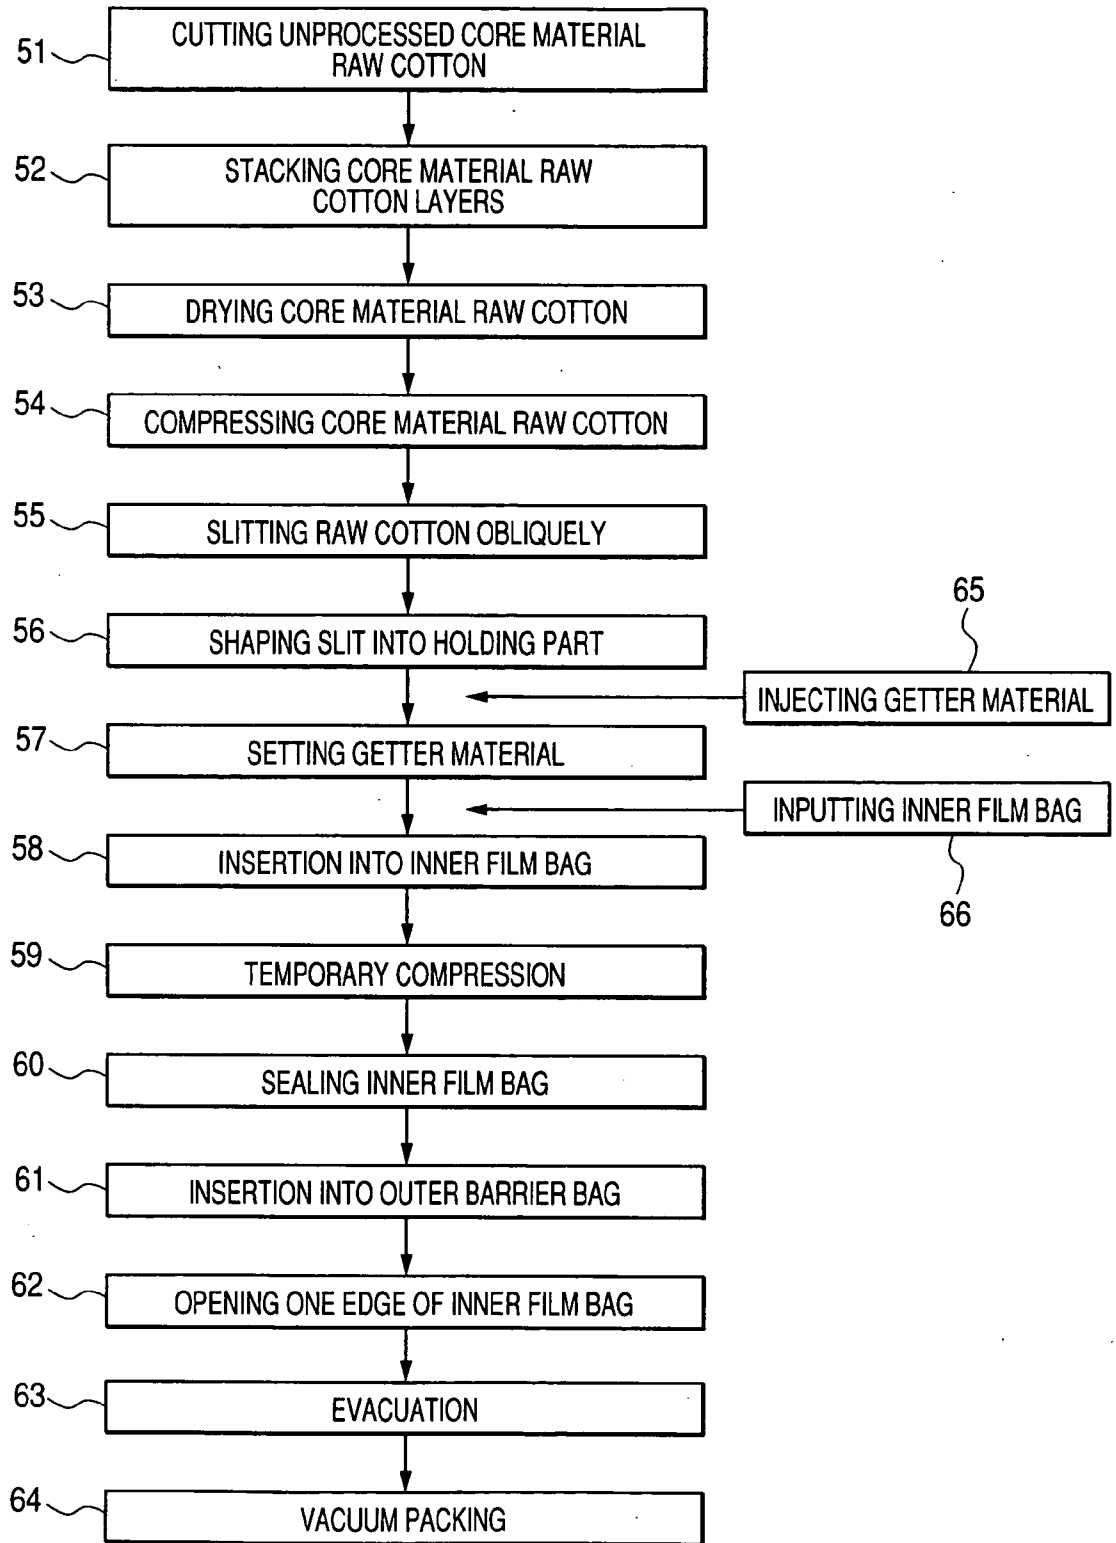 51
CUTTING UNPROCESSED CORE MATERIAL
RAW COTTON
52
STACKING CORE MATERIAL RAW
COTTON LAYERS
53
DRYING CORE MATERIAL RAW COTTON
54
COMPRESSING CORE MATERIAL RAW COTTON
55
SLITTING RAW COTTON OBLIQUELY
56
SHAPING SLIT INTO HOLDING PART
65
INJECTING GETTER MATERIAL
57
SETTING GETTER MATERIAL
INPUTTING INNER FILM BAG
66
58
INSERTION INTO INNER FILM BAG
59
TEMPORARY COMPRESSION
60
SEALING INNER FILM BAG
61
INSERTION INTO OUTER BARRIER BAG
62
OPENING ONE EDGE OF INNER FILM BAG
63
EVACUATION
64
VACUUM PACKING